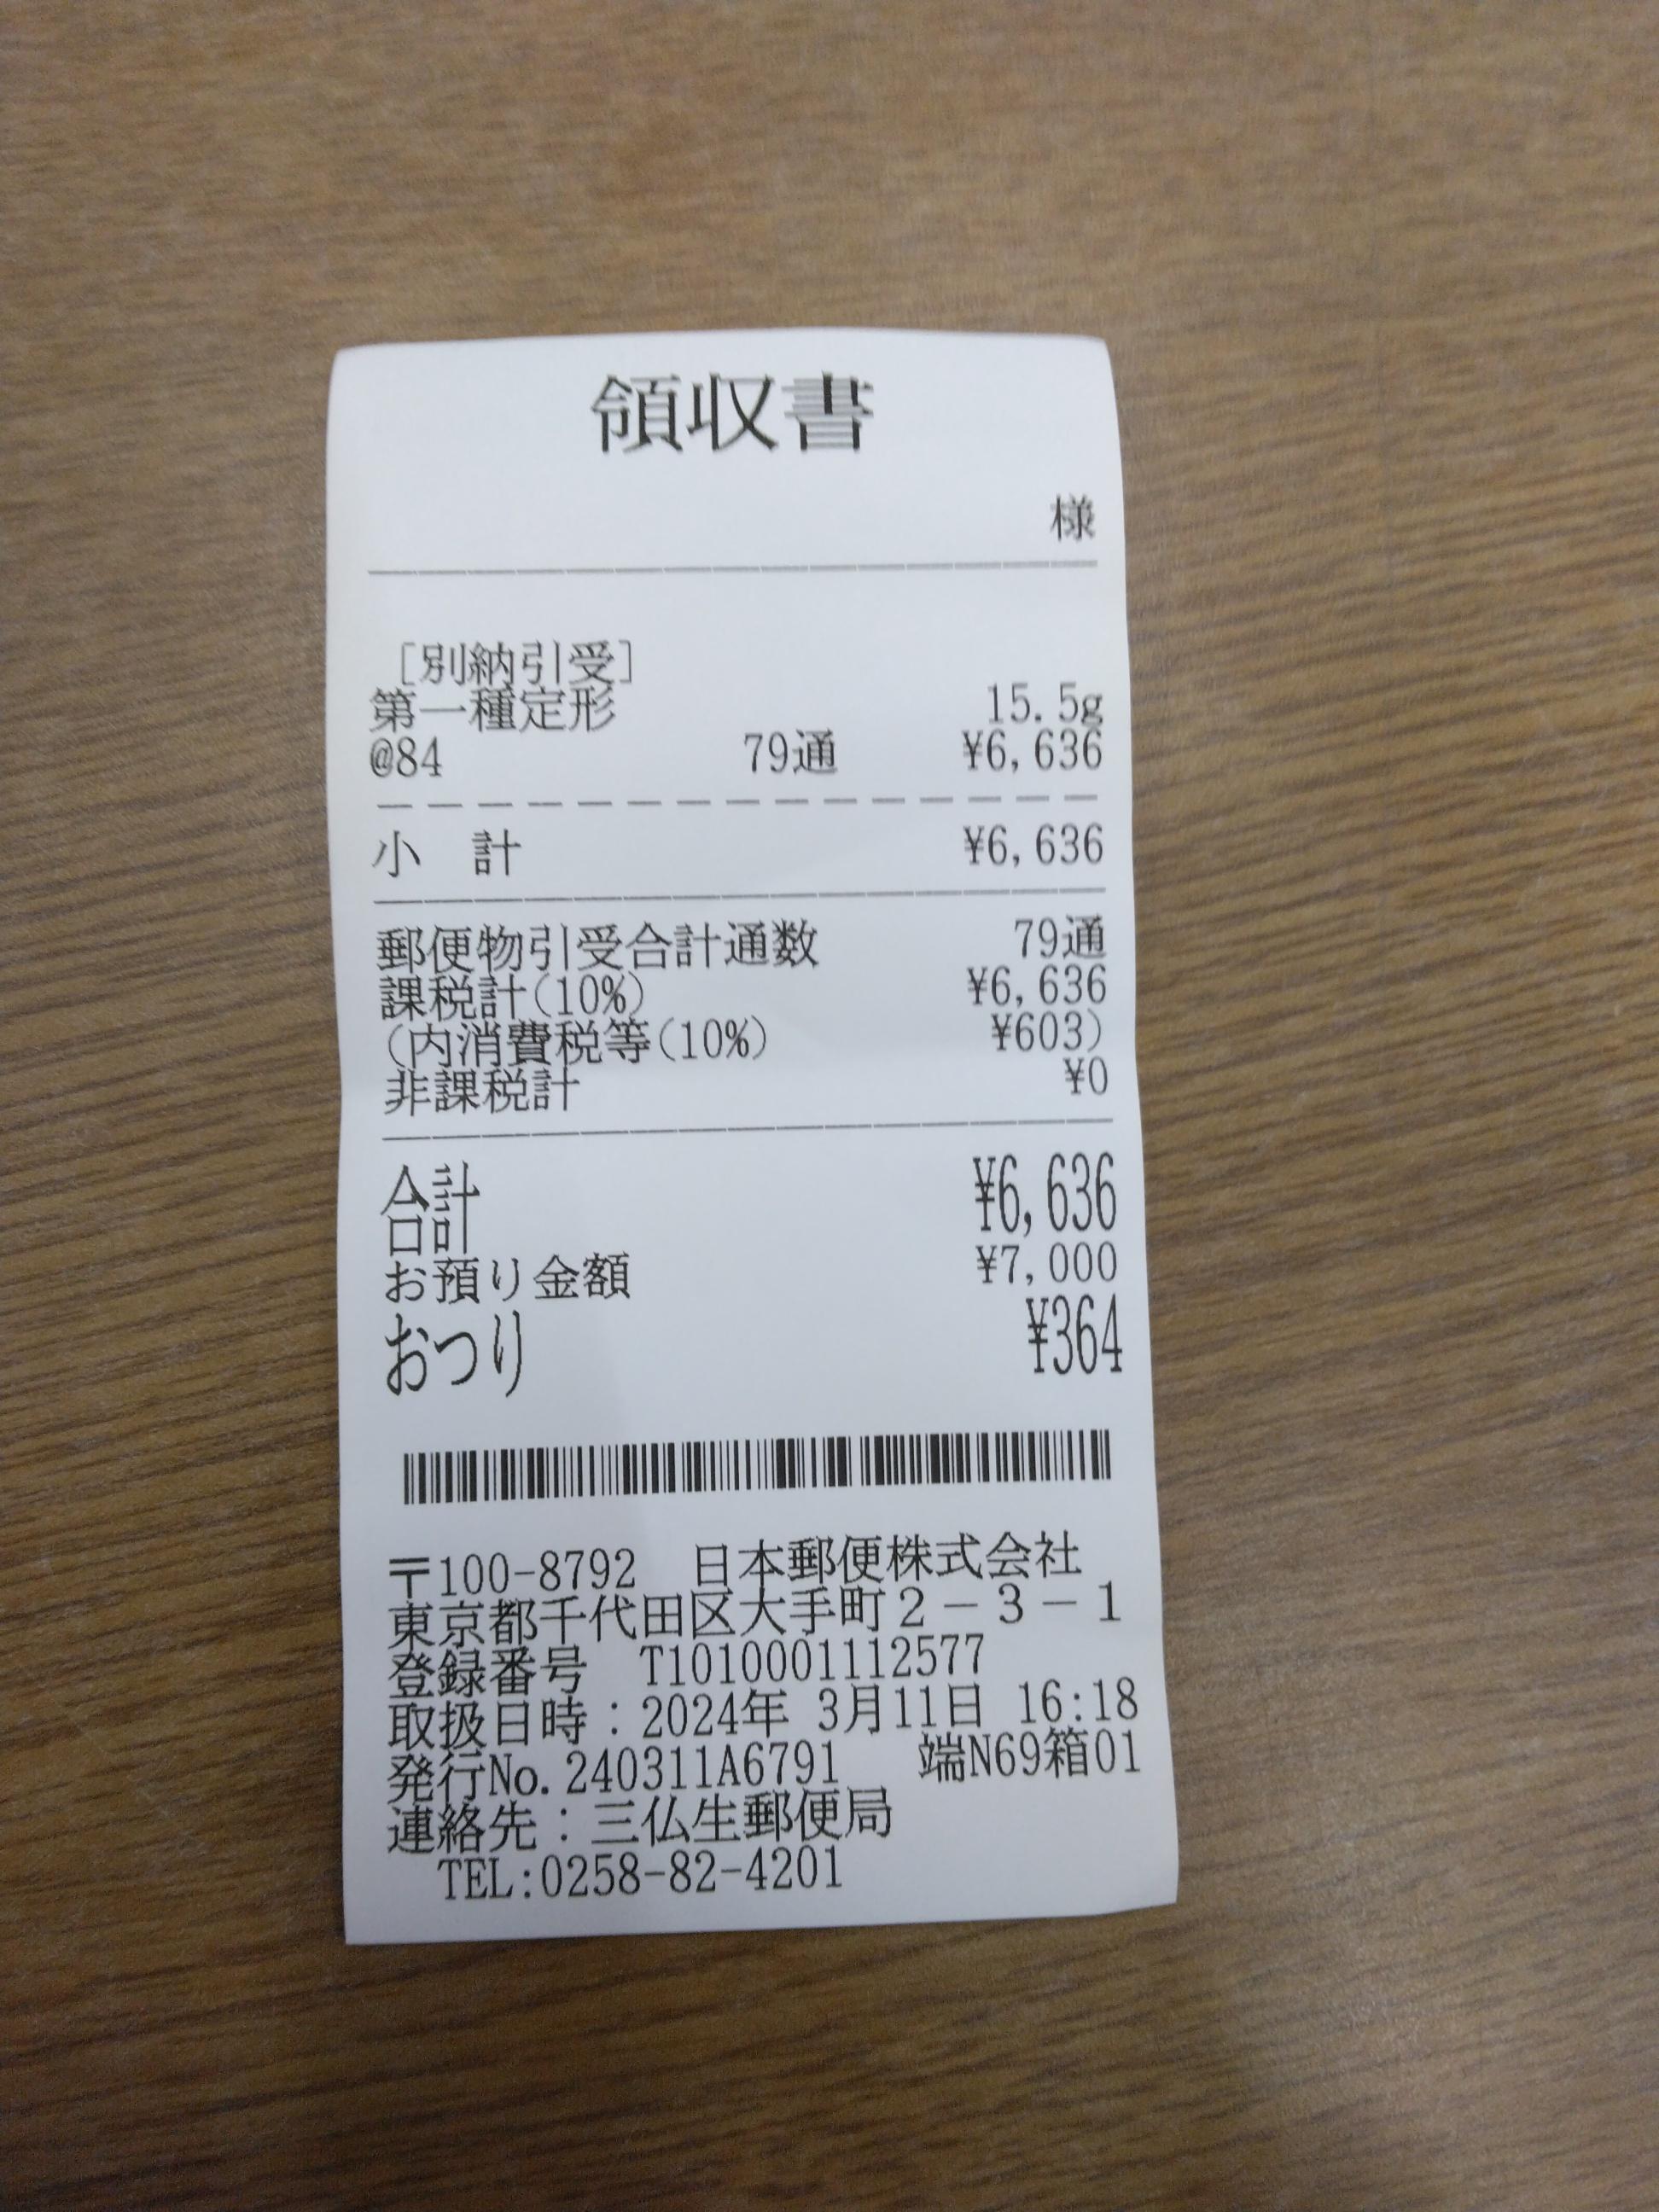 領収書
様
[別納引受]
第一種定形 15.5g
@84 79通 ¥6,636
小 計 ¥6,636
郵便物引受合計通数 79通
課税計(10%) ¥6,636
(内消費税等(10%) ¥603)
非課税計 ¥0
合計 ¥6,636
お預り金額 ¥7,000
おつり ¥364
〒100-8792 日本郵便株式会社
東京都千代田区大手町2-3-1
登録番号 T1010001112577
取扱日時:2024年 3月11日 16:18
発行No.240311A6791 端N69箱01
連絡先:三仏生郵便局
TEL:0258-82-4201